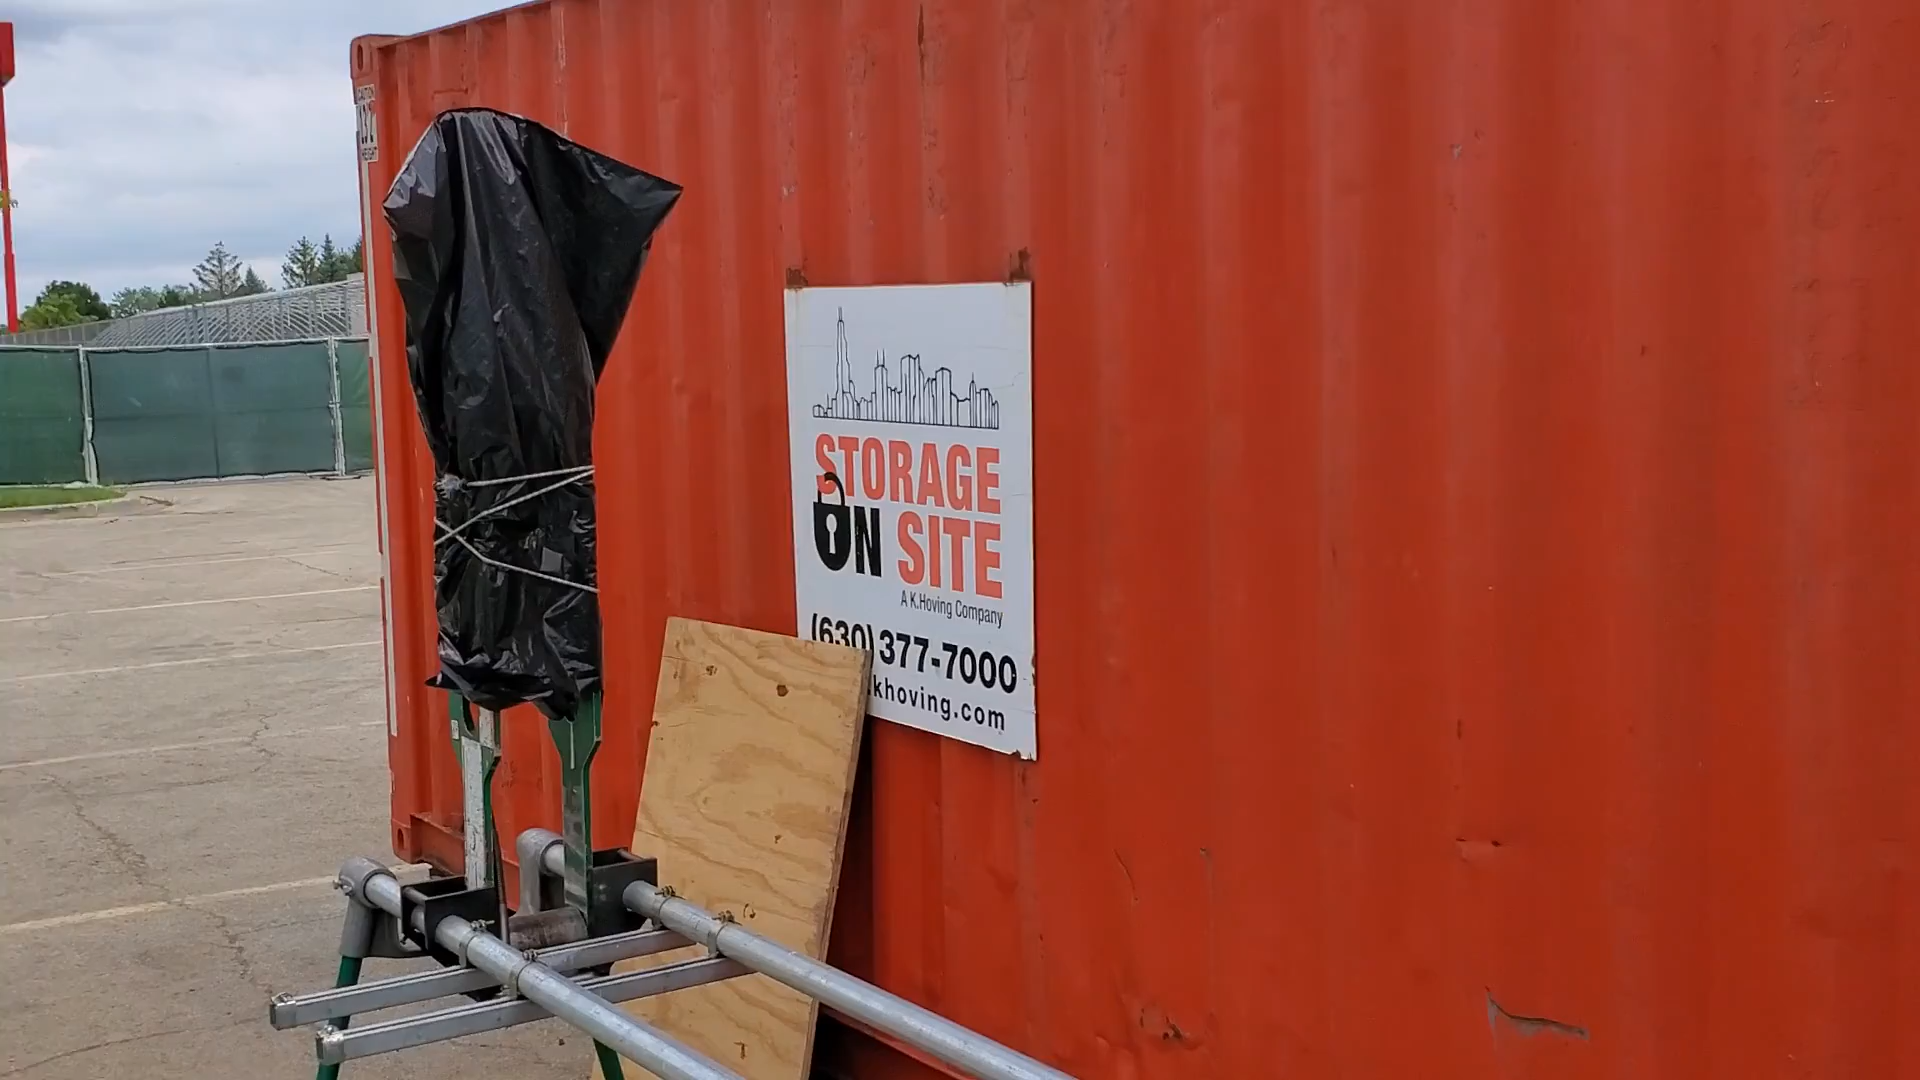 STORAGE
ON SITE
A K.Hoving Company
(630) 377-7000
.khoving.com